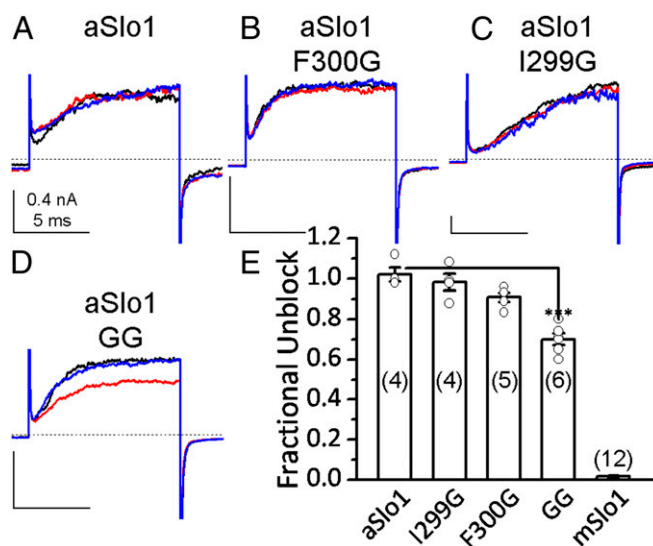 A
aSlo1
B
aSlo1
F300G
C
aSlo1
I299G
0.4 nA
5 ms
D
aSlo1
GG
E
Fractional Unblock
1.2
1.0
0.8
0.6
0.4
0.2
0.0
***
(4)
(4)
(5)
(6)
(12)
aSlo1
I299G
F300G
GG
mSlo1